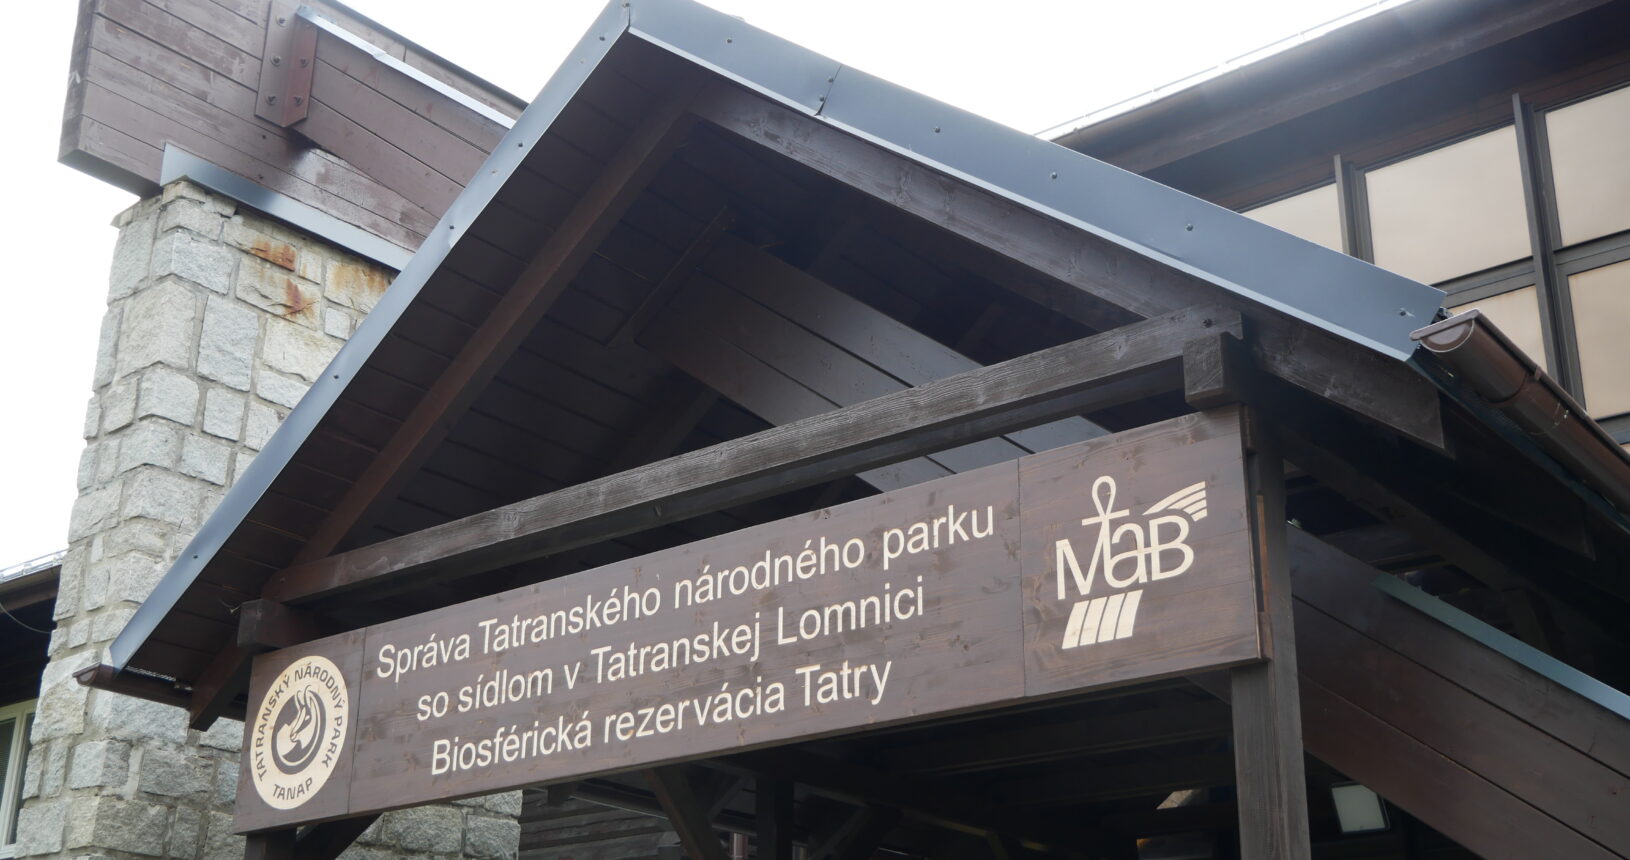 Správa Tatranského národného parku
so sídlom v Tatranskej Lomnici
Biosférická rezervácia Tatry
TATRANSKÝ NÁRODNÝ PARK
TANAP
MaB